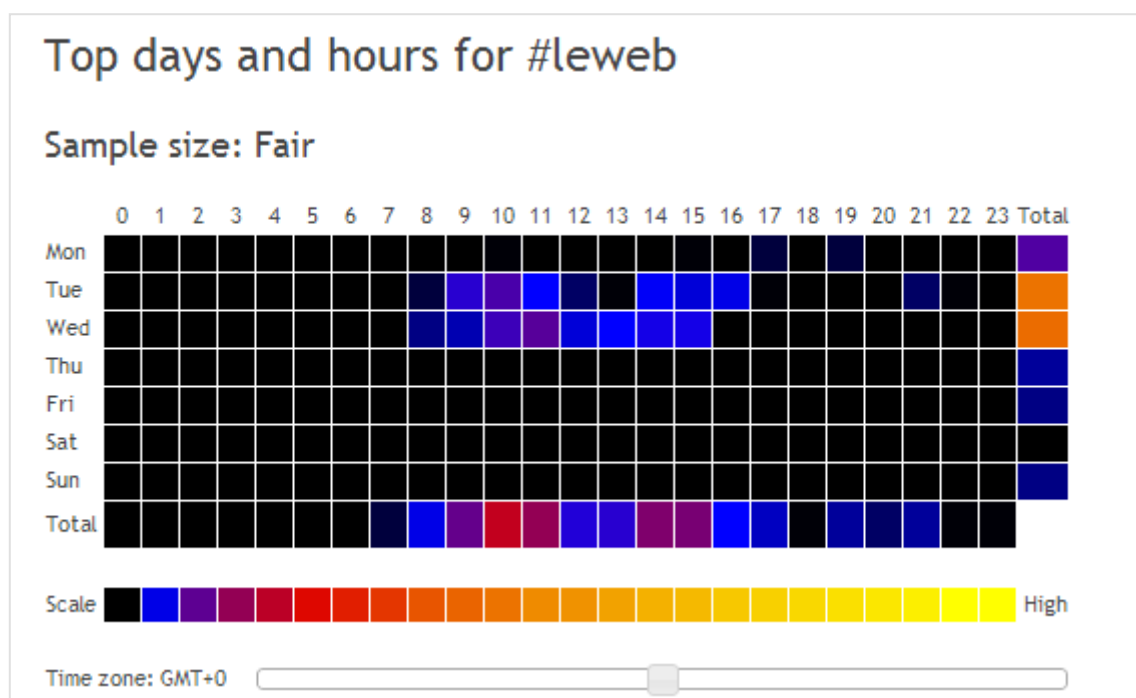 Top days and hours for #leweb
Sample size: Fair
0 1 2 3 4 5 6 7 8 9 10 11 12 13 14 15 16 17 18 19 20 21 22 23 Total
Mon
Tue
Wed
Thu
Fri
Sat
Sun
Total
Scale High
Time zone: GMT+0